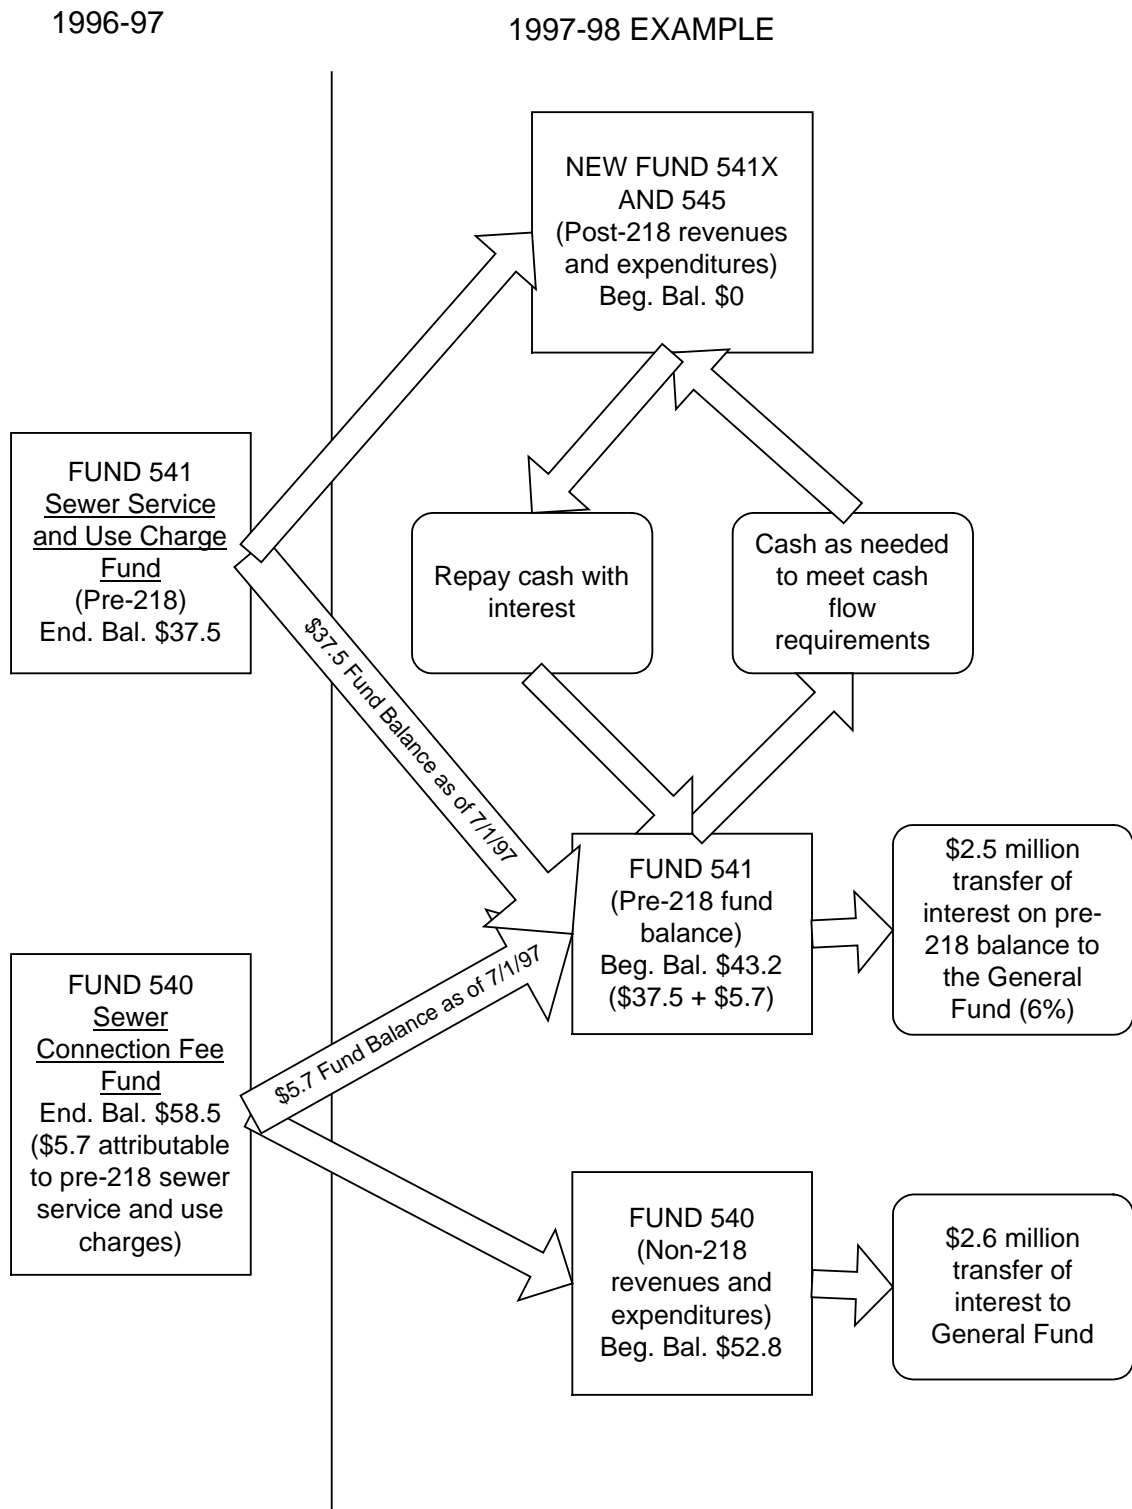 1996-97
1997-98 EXAMPLE
NEW FUND 541X
AND 545
(Post-218 revenues
and expenditures)
Beg. Bal. $0
FUND 541
Sewer Service
and Use Charge
Fund
(Pre-218)
End. Bal. $37.5
Repay cash with
interest
Cash as needed
to meet cash
flow
requirements
$37.5 Fund Balance as of 7/1/97
FUND 541
(Pre-218 fund
balance)
Beg. Bal. $43.2
($37.5 + $5.7)
$2.5 million
transfer of
interest on pre-
218 balance to
the General
Fund (6%)
FUND 540
Sewer
Connection Fee
Fund
End. Bal. $58.5
($5.7 attributable
to pre-218 sewer
service and use
charges)
$5.7 Fund Balance as of 7/1/97
FUND 540
(Non-218
revenues and
expenditures)
Beg. Bal. $52.8
$2.6 million
transfer of
interest to
General Fund